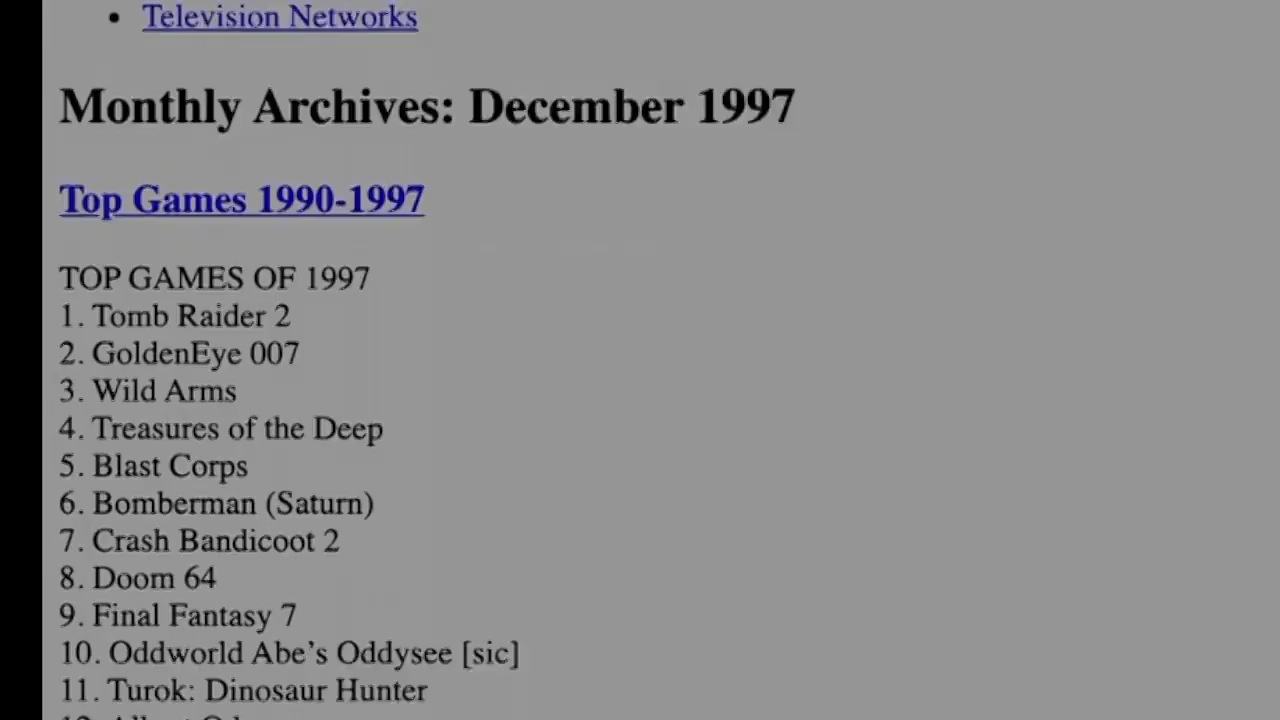 Television Networks
Monthly Archives: December 1997
Top Games 1990-1997
TOP GAMES OF 1997
1. Tomb Raider 2
2. GoldenEye 007
3. Wild Arms
4. Treasures of the Deep
5. Blast Corps
6. Bomberman (Saturn)
7. Crash Bandicoot 2
8. Doom 64
9. Final Fantasy 7
10. Oddworld Abe’s Oddysee [sic]
11. Turok: Dinosaur Hunter